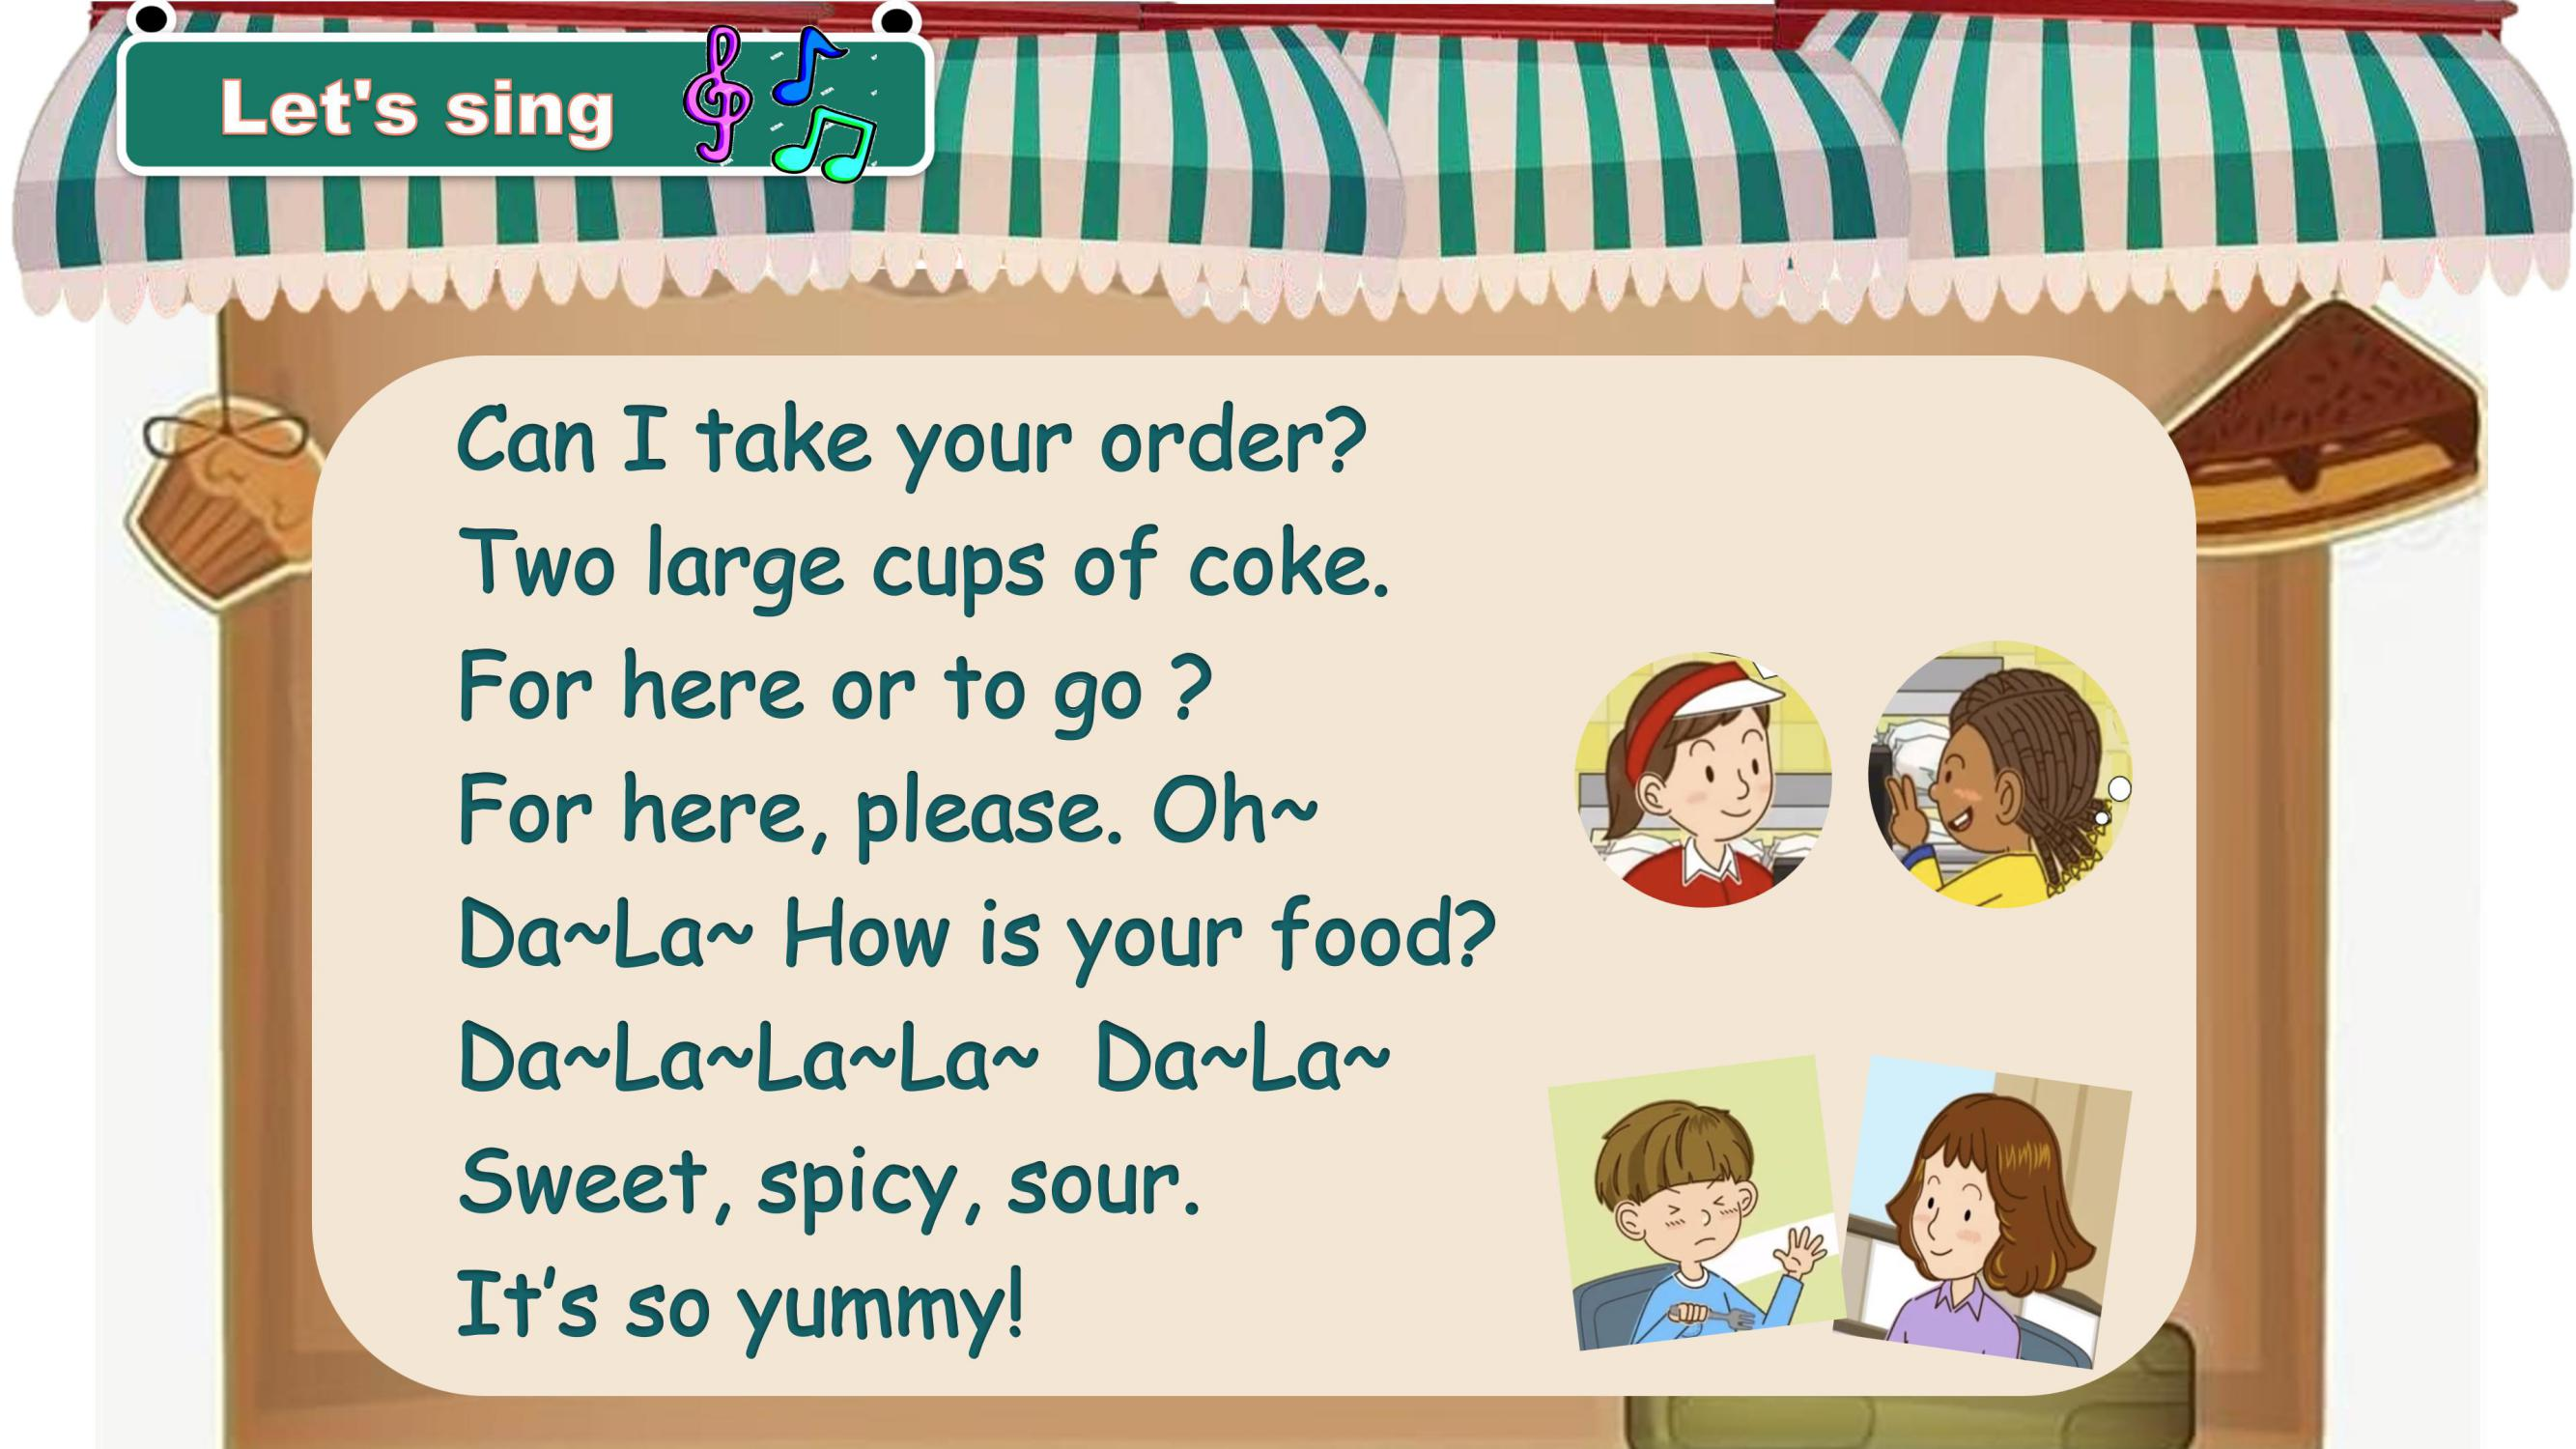 Let's sing
Can I take your order?
Two large cups of coke.
For here or to go ?
For here, please. Oh~
Da~La~ How is your food?
Da~La~La~La~  Da~La~
Sweet, spicy, sour.
It’s so yummy!